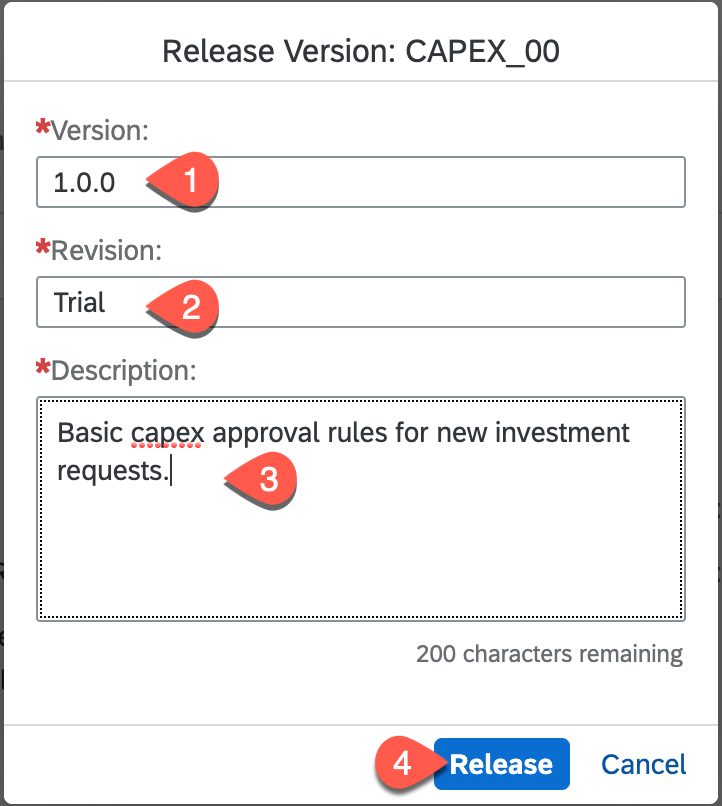 Release Version: CAPEX_00
*Version:
1.0.0
1
*Revision:
Trial
2
*Description:
Basic capex approval rules for new investment
requests.
3
200 characters remaining
4
Release
Cancel